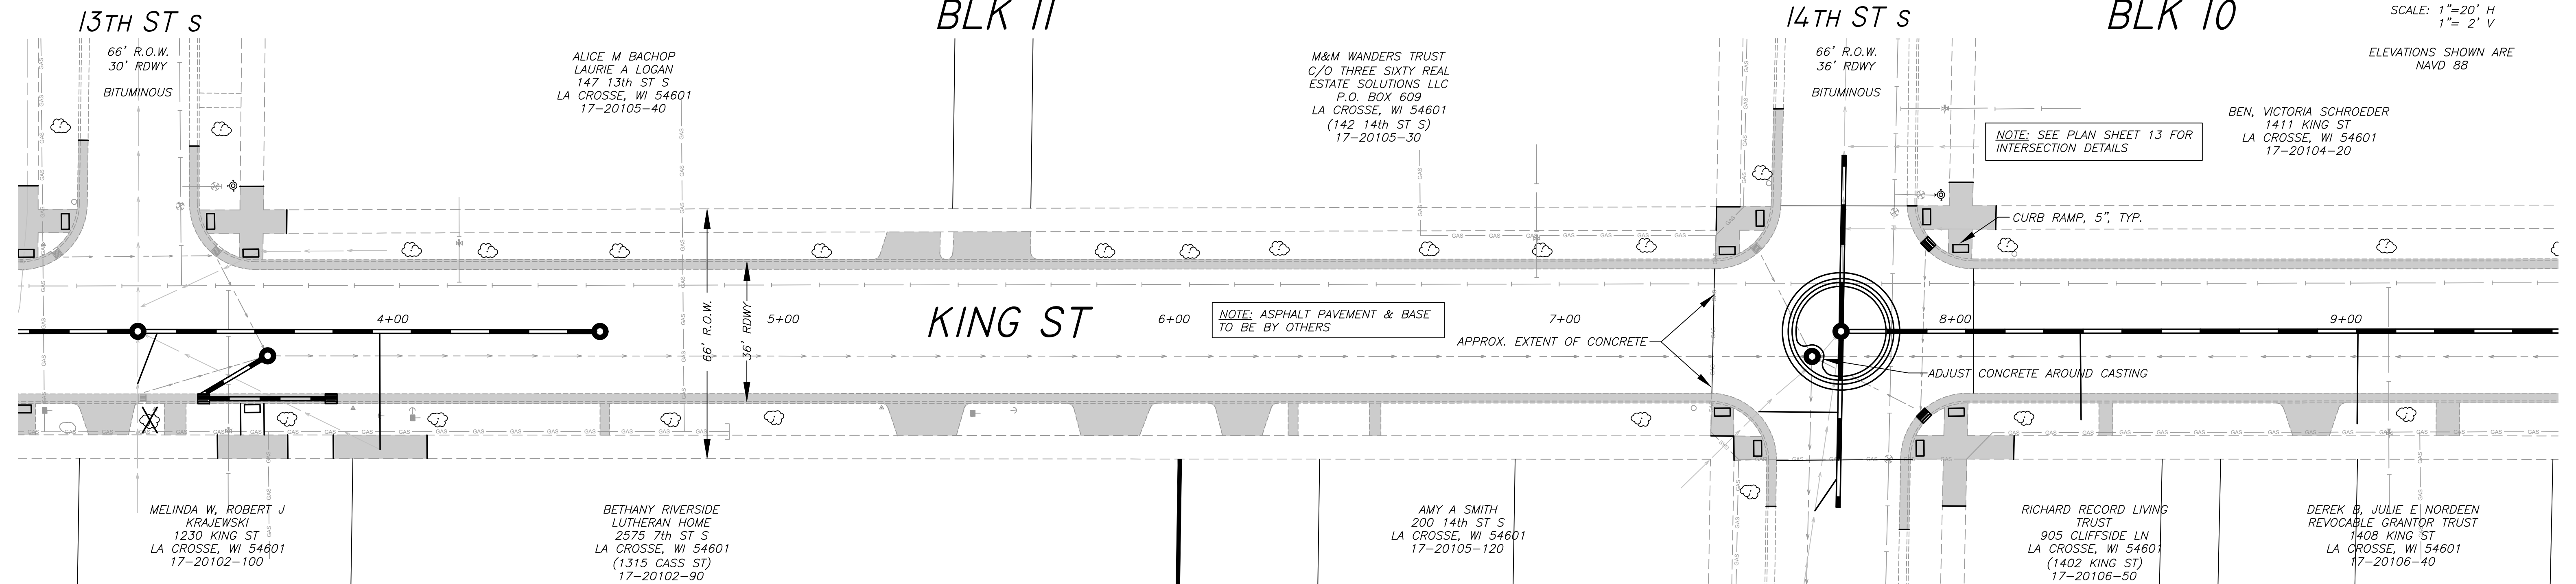 13TH ST S
66' R.O.W.
30' RDWY
BITUMINOUS
BLK 11
14TH ST S
66' R.O.W.
36' RDWY
BITUMINOUS
BLK 10
SCALE: 1"=20' H
1"= 2' V
ELEVATIONS SHOWN ARE
NAVD 88
ALICE M BACHOP
LAURIE A LOGAN
147 13th ST S
LA CROSSE, WI 54601
17-20105-40
M&M WANDERS TRUST
C/O THREE SIXTY REAL
ESTATE SOLUTIONS LLC
P.O. BOX 609
LA CROSSE, WI 54601
(142 14th ST S)
17-20105-30
NOTE: SEE PLAN SHEET 13 FOR
INTERSECTION DETAILS
BEN, VICTORIA SCHROEDER
1411 KING ST
LA CROSSE, WI 54601
17-20104-20
CURB RAMP, 5", TYP.
4+00
66' R.O.W.
36' RDWY
5+00
KING ST
6+00
NOTE: ASPHALT PAVEMENT & BASE
TO BE BY OTHERS
7+00
APPROX. EXTENT OF CONCRETE
8+00
9+00
ADJUST CONCRETE AROUND CASTING
GAS
MELINDA W, ROBERT J
KRAJEWSKI
1230 KING ST
LA CROSSE, WI 54601
17-20102-100
BETHANY RIVERSIDE
LUTHERAN HOME
2575 7th ST S
LA CROSSE, WI 54601
(1315 CASS ST)
17-20102-90
AMY A SMITH
200 14th ST S
LA CROSSE, WI 54601
17-20105-120
RICHARD RECORD LIVING
TRUST
905 CLIFFSIDE LN
LA CROSSE, WI 54601
(1402 KING ST)
17-20106-50
DEREK B, JULIE E NORDEEN
REVOCABLE GRANTOR TRUST
1408 KING ST
LA CROSSE, WI 54601
17-20106-40